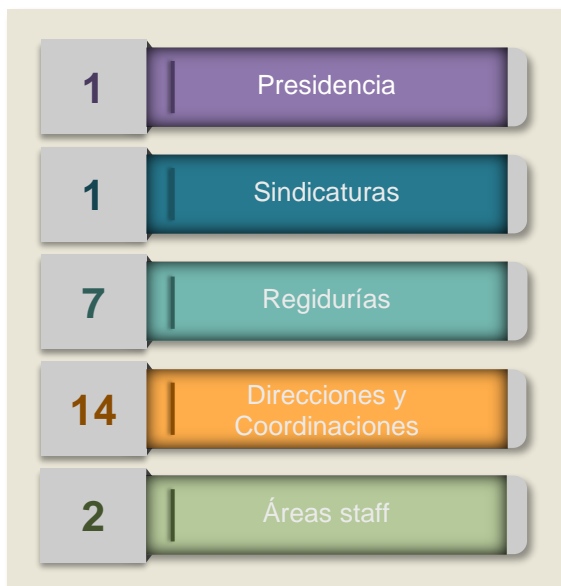 1
Presidencia
1
Sindicaturas
7
Regidurías
14
Direcciones y
Coordinaciones
2
Áreas staff